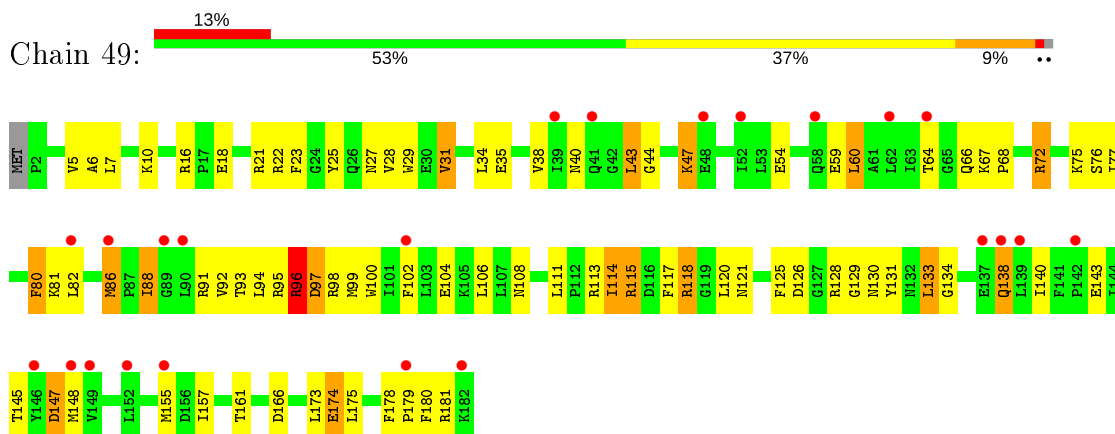 13%
Chain 49:
53% 37% 9% ..
MET P2 V5 A6 L7 K10 R16 P17 E18 R21 R22 F23 G24 Y25 Q26 N27 V28 W29 E30 V31 L34 E35 V38 I39 N40 Q41 G42 L43 G44 K47 E48 I52 L53 E54 Q58 E59 L60 A61 L62 I63 T64 G65 Q66 K67 P68 R72 K75 S76 I77
F80 K81 L82 M86 P87 I88 G89 L90 R91 V92 T93 L94 R95 R96 D97 R98 M99 W100 I101 F102 L103 E104 K105 L106 L107 N108 L111 P112 R113 I114 R115 D116 F117 R118 G119 L120 N121 F125 D126 G127 R128 G129 N130 Y131 N132 L133 G134 E137 Q138 L139 I140 F141 P142 E143 I144
T145 Y146 D147 M148 V149 L152 M155 D156 I157 T161 D166 L173 E174 L175 F178 P179 F180 R181 K182